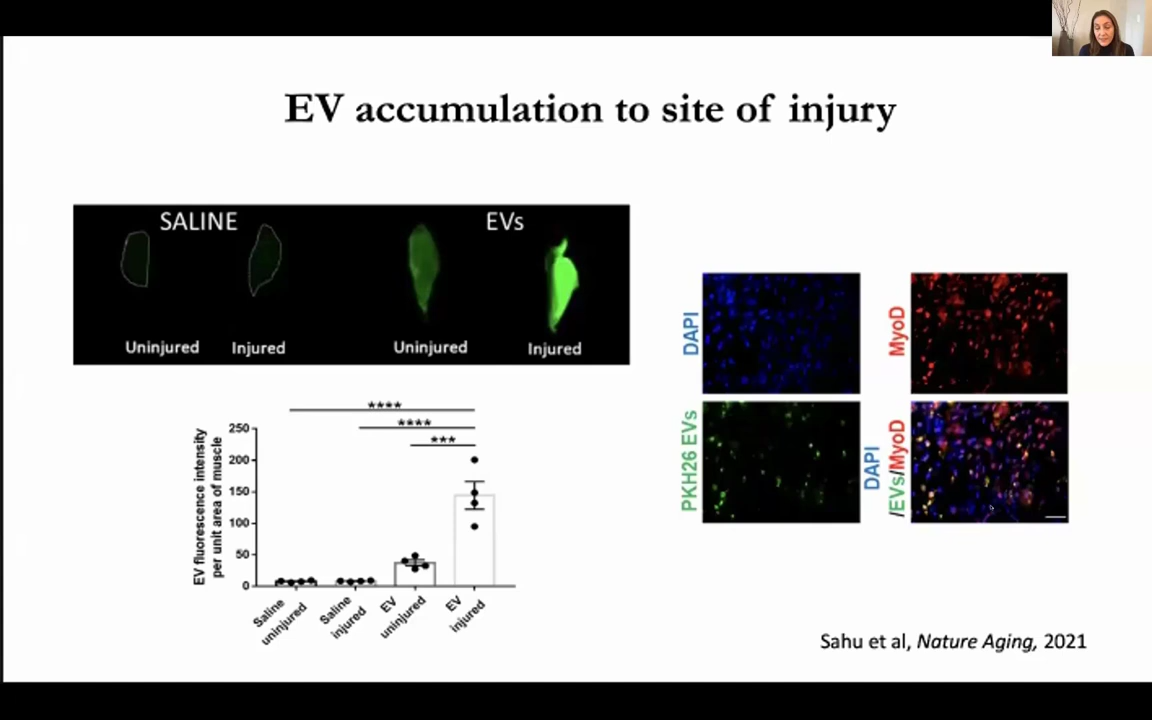 EV accumulation to site of injury
SALINE
EVs
Uninjured
Injured
Uninjured
Injured
DAPI
MyoD
PKH26 EVs
DAPI
/EVs/MyoD
****
****
***
EV fluorescence intensity
per unit area of muscle
250
200
150
100
50
0
Saline
uninjured
Saline
injured
EV
uninjured
EV
injured
Sahu et al, Nature Aging, 2021